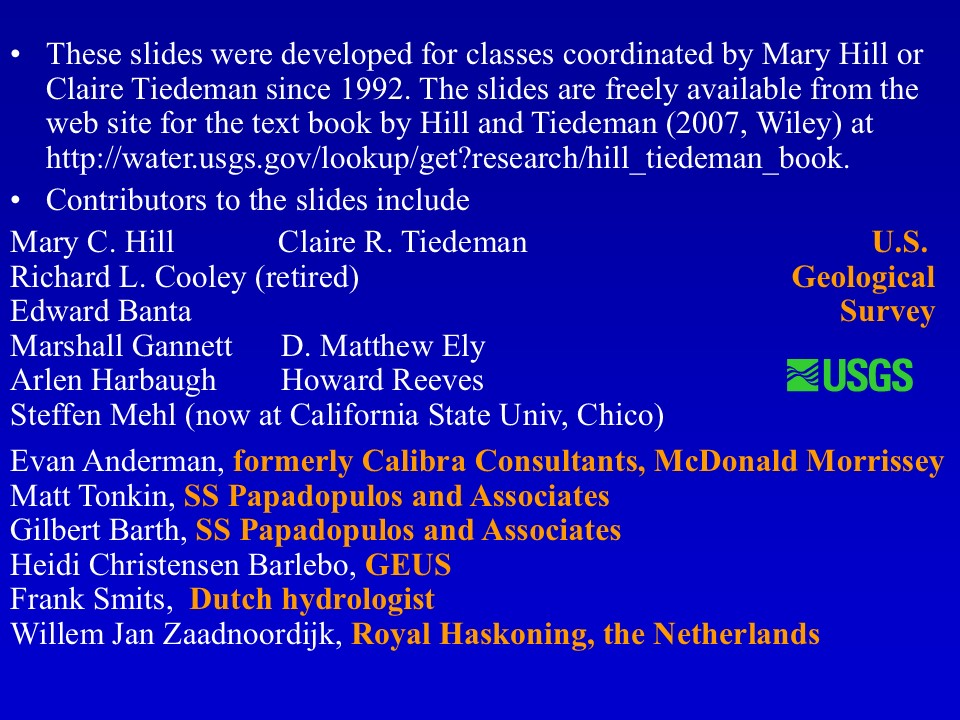 • These slides were developed for classes coordinated by Mary Hill or
Claire Tiedeman since 1992. The slides are freely available from the
web site for the text book by Hill and Tiedeman (2007, Wiley) at
http://water.usgs.gov/lookup/get?research/hill_tiedeman_book.
• Contributors to the slides include
Mary C. Hill Claire R. Tiedeman U.S.
Richard L. Cooley (retired) Geological
Edward Banta Survey
Marshall Gannett D. Matthew Ely
Arlen Harbaugh Howard Reeves USGS
Steffen Mehl (now at California State Univ, Chico)
Evan Anderman, formerly Calibra Consultants, McDonald Morrissey
Matt Tonkin, SS Papadopulos and Associates
Gilbert Barth, SS Papadopulos and Associates
Heidi Christensen Barlebo, GEUS
Frank Smits, Dutch hydrologist
Willem Jan Zaadnoordijk, Royal Haskoning, the Netherlands